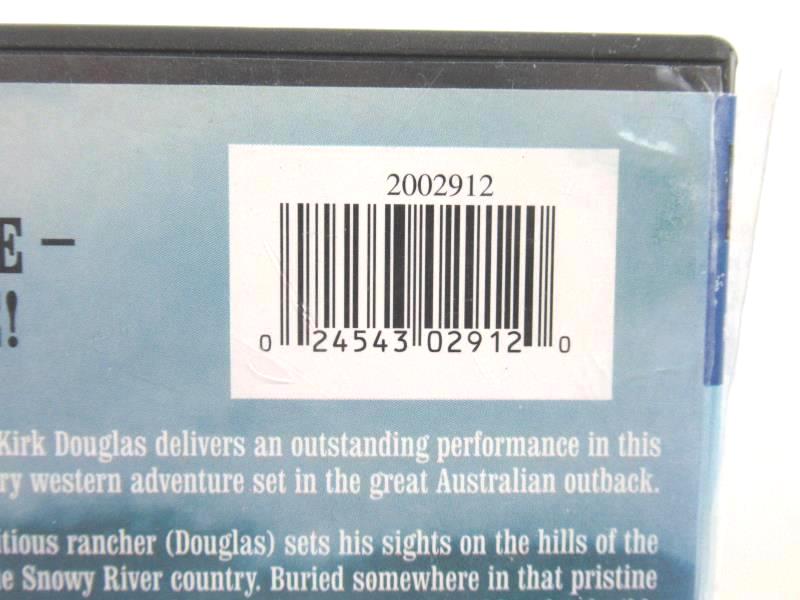 2002912
E –
!
0 24543 02912 0
Kirk Douglas delivers an outstanding performance in this
ry western adventure set in the great Australian outback.
itious rancher (Douglas) sets his sights on the hills of the
e Snowy River country. Buried somewhere in that pristine